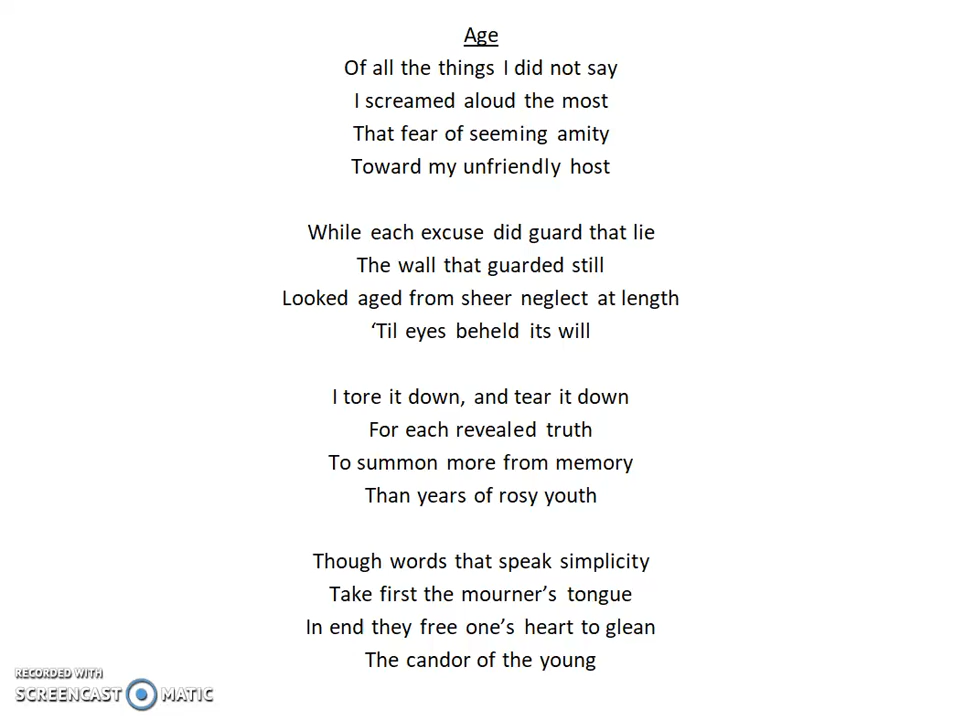 Age
Of all the things I did not say
I screamed aloud the most
That fear of seeming amity
Toward my unfriendly host
While each excuse did guard that lie
The wall that guarded still
Looked aged from sheer neglect at length
‘Til eyes beheld its will
I tore it down, and tear it down
For each revealed truth
To summon more from memory
Than years of rosy youth
Though words that speak simplicity
Take first the mourner’s tongue
In end they free one’s heart to glean
The candor of the young
RECORDED WITH
SCREENCAST MATIC